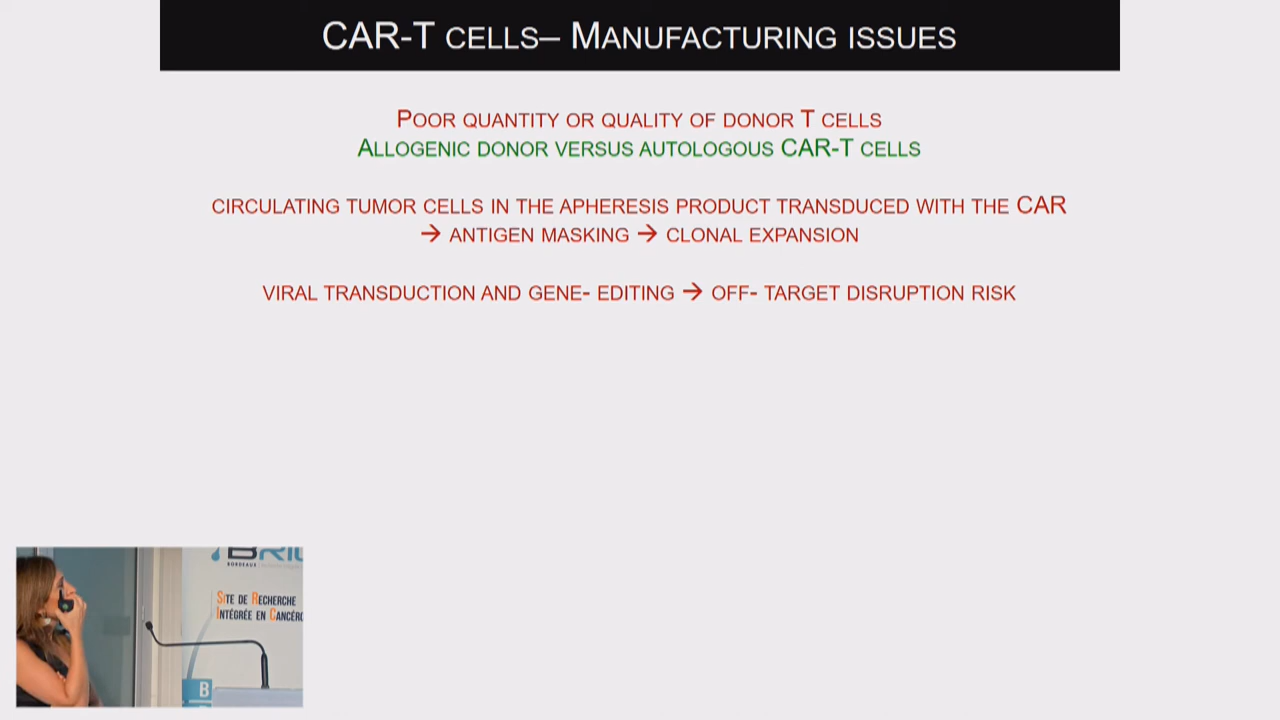 CAR-T CELLS– MANUFACTURING ISSUES
POOR QUANTITY OR QUALITY OF DONOR T CELLS
ALLOGENIC DONOR VERSUS AUTOLOGOUS CAR-T CELLS
CIRCULATING TUMOR CELLS IN THE APHERESIS PRODUCT TRANSDUCED WITH THE CAR
→ ANTIGEN MASKING → CLONAL EXPANSION
VIRAL TRANSDUCTION AND GENE- EDITING → OFF- TARGET DISRUPTION RISK
BORDEAUX
SITE DE RECHERCHE
INTÉGRÉE EN
B